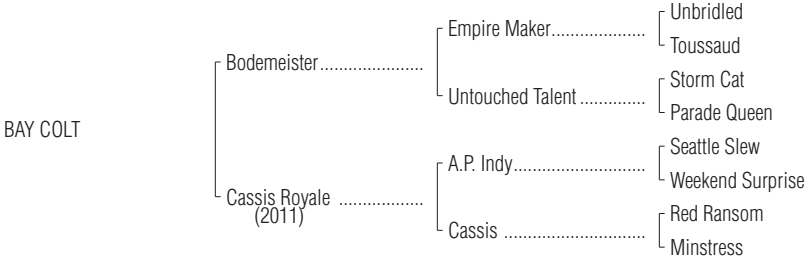 Unbridled
Empire Maker.....................
Toussaud
Bodemeister.......................
Storm Cat
Untouched Talent ..............
Parade Queen
BAY COLT
Seattle Slew
A.P. Indy............................
Weekend Surprise
Cassis Royale ..................
(2011)
Red Ransom
Cassis ..............................
Minstress